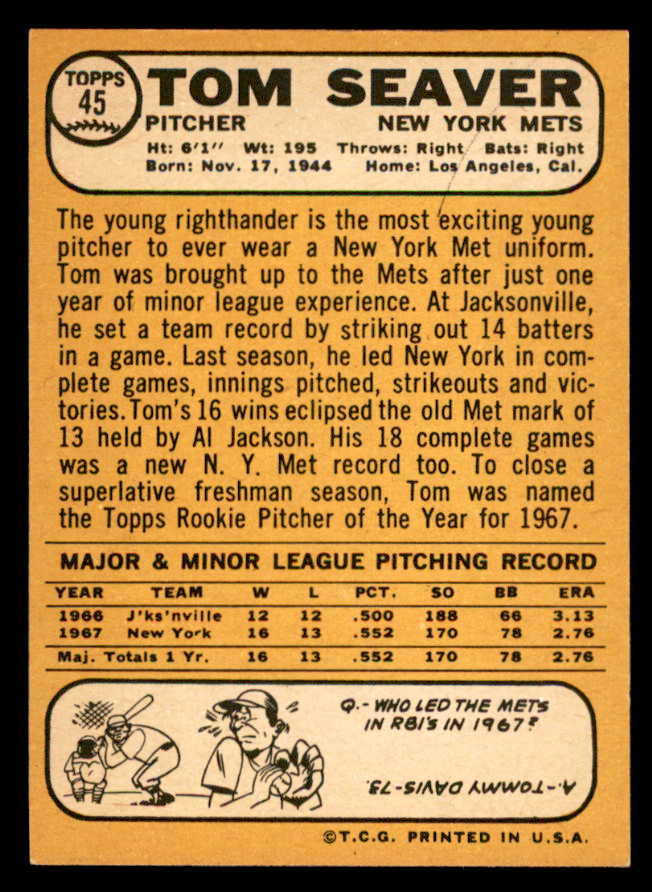 TOPPS
45
TOM SEAVER
PITCHER NEW YORK METS
Ht: 6'1" Wt: 195 Throws: Right Bats: Right
Born: Nov. 17, 1944 Home: Los Angeles, Cal.
The young righthander is the most exciting young
pitcher to ever wear a New York Met uniform.
Tom was brought up to the Mets after just one
year of minor league experience. At Jacksonville,
he set a team record by striking out 14 batters
in a game. Last season, he led New York in com-
plete games, innings pitched, strikeouts and vic-
tories. Tom's 16 wins eclipsed the old Met mark of
13 held by Al Jackson. His 18 complete games
was a new N. Y. Met record too. To close a
superlative freshman season, Tom was named
the Topps Rookie Pitcher of the Year for 1967.
MAJOR & MINOR LEAGUE PITCHING RECORD
YEAR TEAM W L PCT. SO BB ERA
1966 J'ks'nville 12 12 .500 188 66 3.13
1967 New York 16 13 .552 170 78 2.76
Maj. Totals 1 Yr. 16 13 .552 170 78 2.76
Q.- WHO LED THE METS
IN RBI'S IN 1967?
A.-TOMMY DAVIS-73.
©T.C.G. PRINTED IN U.S.A.